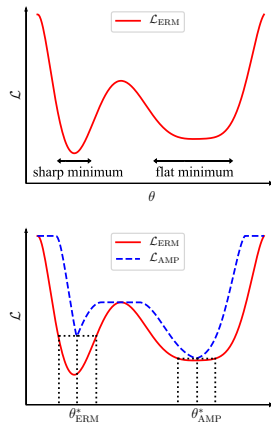 ℒ_ERM
ℒ
sharp minimum
flat minimum
θ
ℒ_ERM
ℒ_AMP
ℒ
θ*_ERM
θ*_AMP